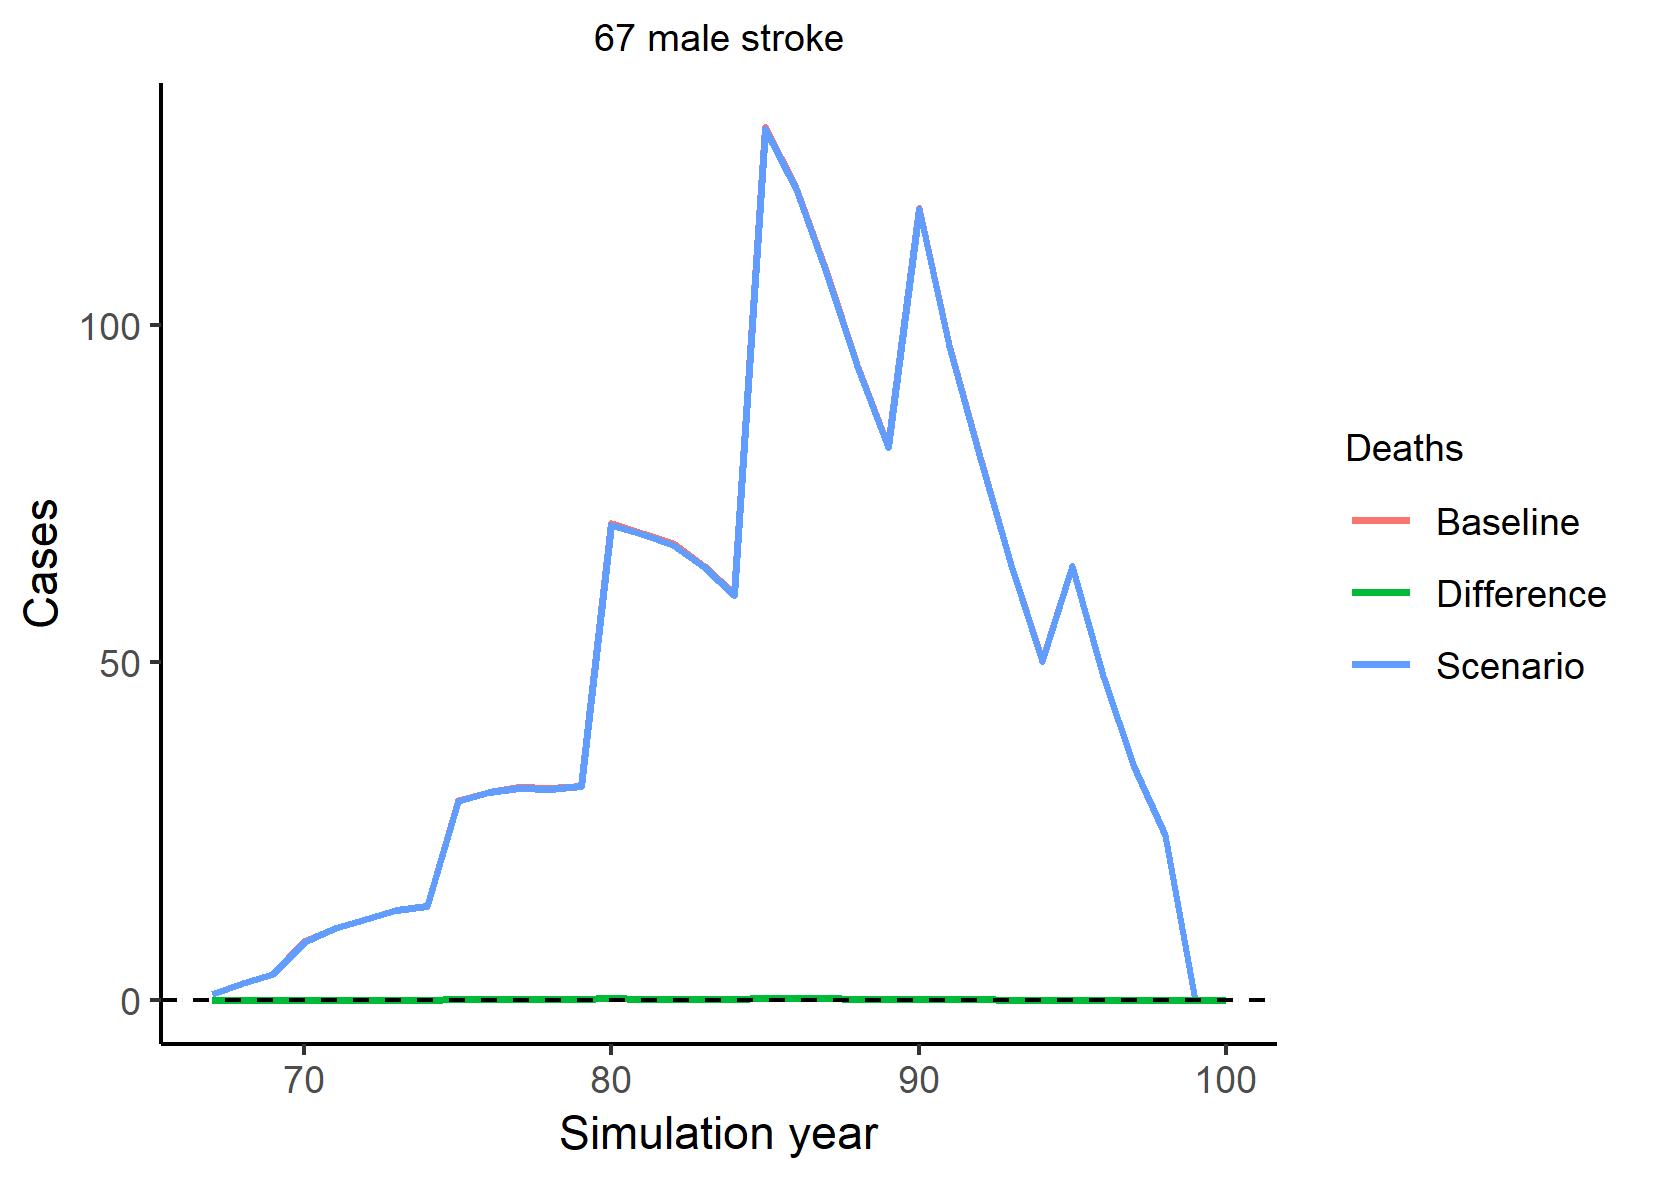 67 male stroke
Cases
100
50
0
70
80
90
100
Simulation year
Deaths
Baseline
Difference
Scenario